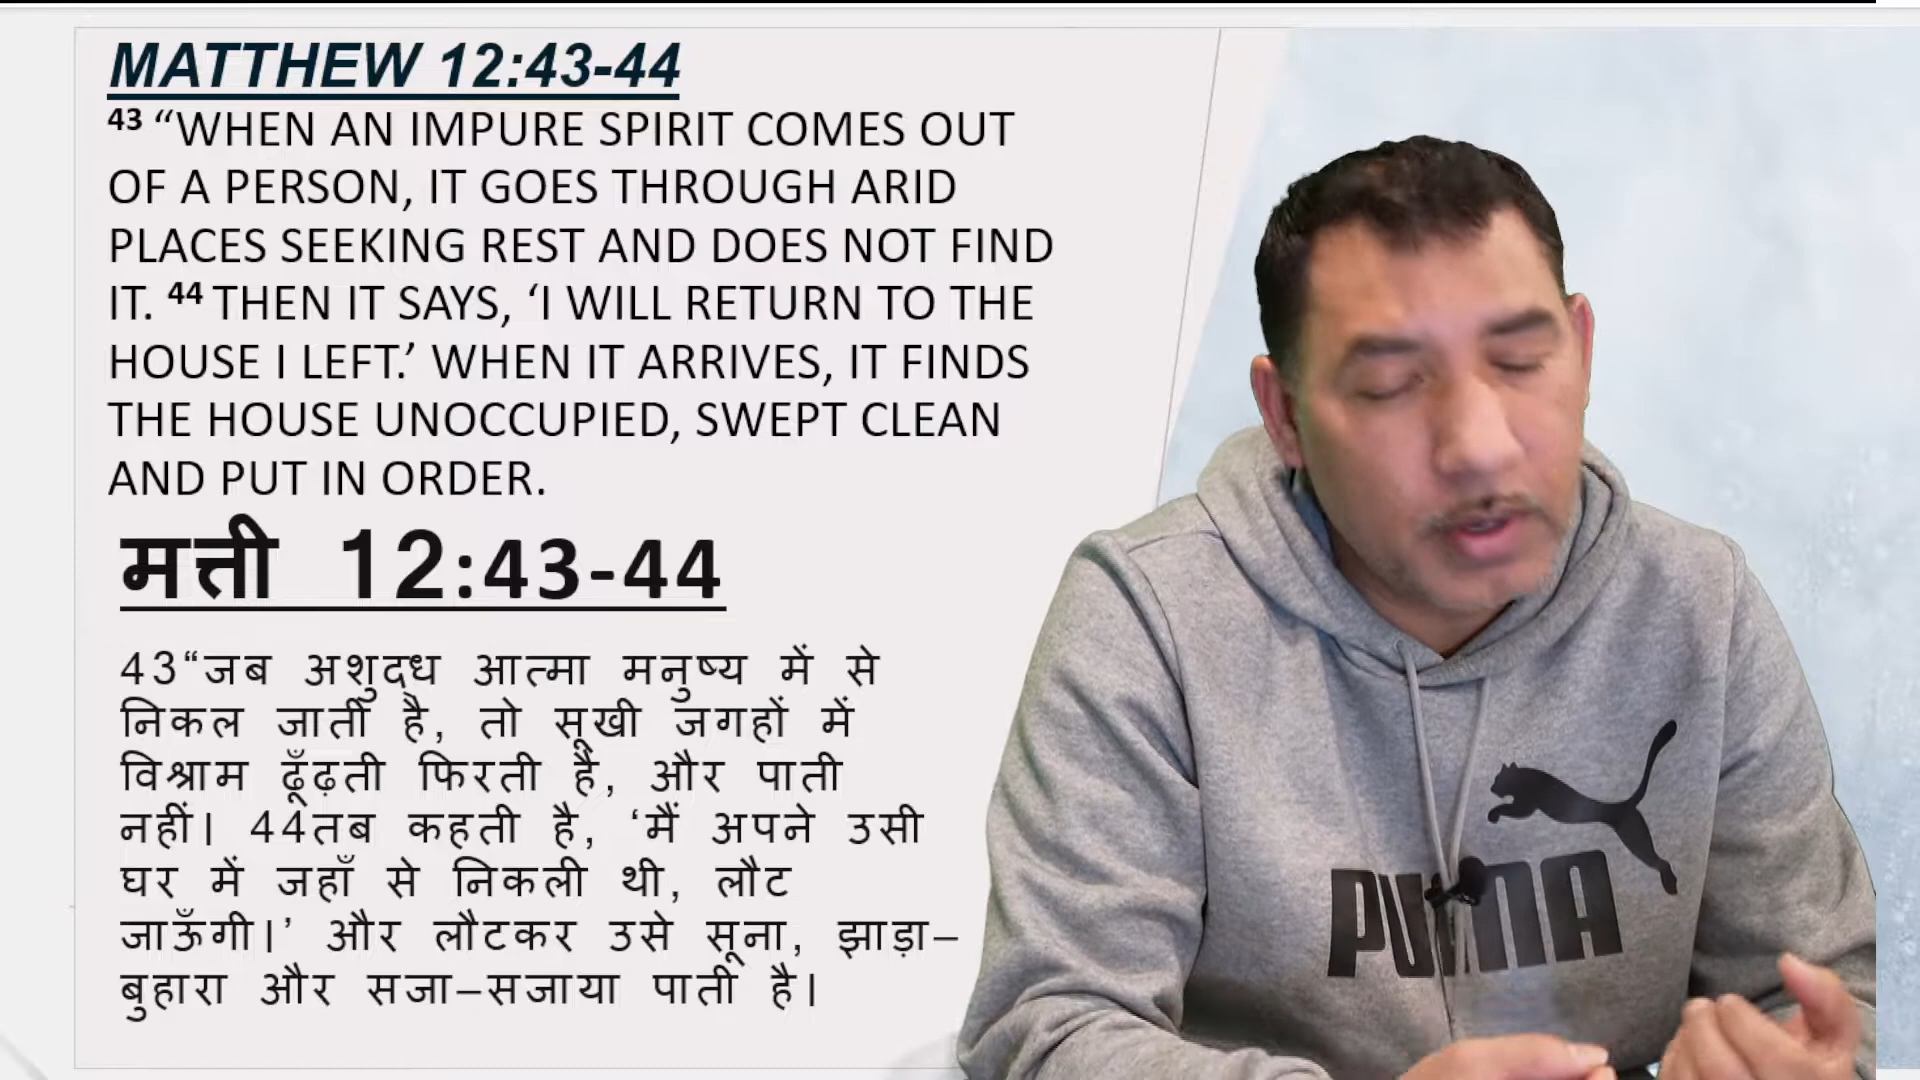 MATTHEW 12:43-44
43 “WHEN AN IMPURE SPIRIT COMES OUT
OF A PERSON, IT GOES THROUGH ARID
PLACES SEEKING REST AND DOES NOT FIND
IT. 44 THEN IT SAYS, ‘I WILL RETURN TO THE
HOUSE I LEFT.’ WHEN IT ARRIVES, IT FINDS
THE HOUSE UNOCCUPIED, SWEPT CLEAN
AND PUT IN ORDER.
मत्ती 12:43-44
43“जब अशुद्ध आत्मा मनुष्य में से
निकल जाती है, तो सूखी जगहों में
विश्राम ढूँढ़ती फिरती है, और पाती
नहीं। 44तब कहती है, ‘मैं अपने उसी
घर में जहाँ से निकली थी, लौट
जाऊँगी।’ और लौटकर उसे सूना, झाड़ा–
बुहारा और सजा–सजाया पाती है।
PUMA